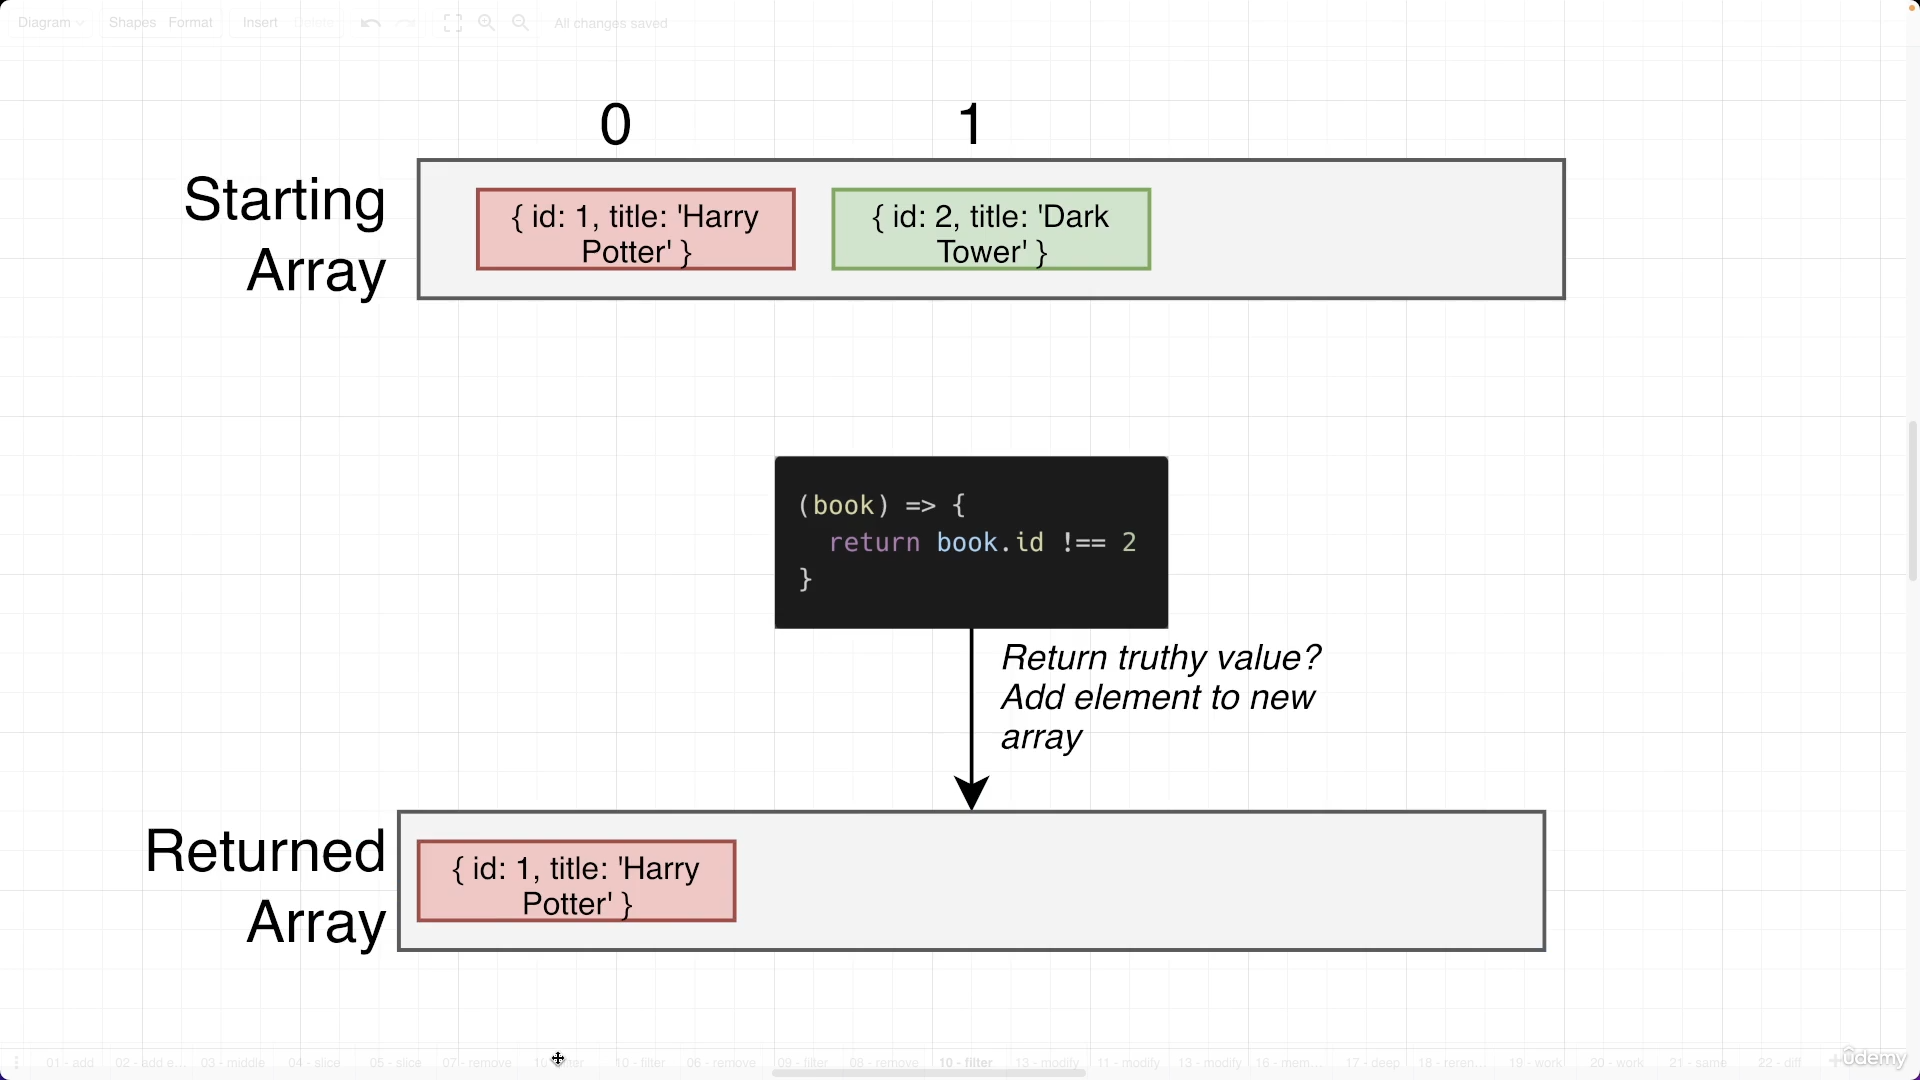 Diagram
Shapes
Format
Insert
Delete
All changes saved
0
1
Starting
Array
{ id: 1, title: 'Harry
Potter' }
{ id: 2, title: 'Dark
Tower' }
(book) => {
return book.id !== 2
}
Return truthy value?
Add element to new
array
Returned
Array
{ id: 1, title: 'Harry
Potter' }
01 - add
02 - add e...
03 - middle
04 - slice
05 - slice
07 - remove
10 - filter
06 - remove
09 - filter
08 - remove
10 - filter
13 - modify
11 - modify
13 - modify
16 - mem...
17 - deep
18 - reren...
19 - work
20 - work
21 - same
22 - diff
ûdemy